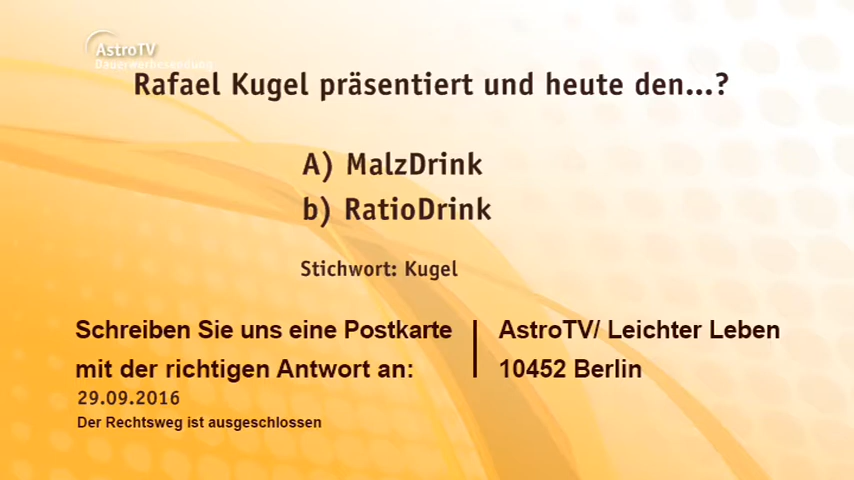 AstroTV
Dauerwerbesendung
Rafael Kugel präsentiert und heute den...?
A) MalzDrink
b) RatioDrink
Stichwort: Kugel
Schreiben Sie uns eine Postkarte
mit der richtigen Antwort an:
AstroTV/ Leichter Leben
10452 Berlin
29.09.2016
Der Rechtsweg ist ausgeschlossen